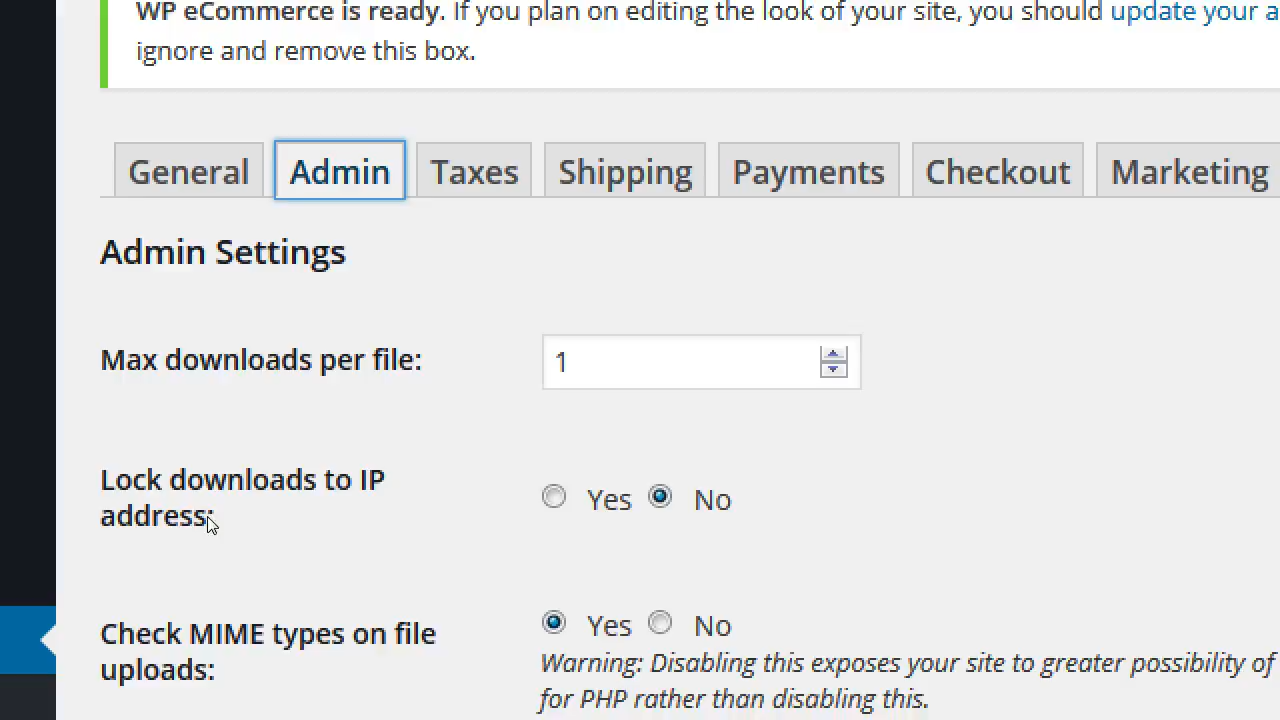 WP eCommerce is ready. If you plan on editing the look of your site, you should update your a
ignore and remove this box.
General Admin Taxes Shipping Payments Checkout Marketing
Admin Settings
Max downloads per file: 1
Lock downloads to IP
address: Yes No
Check MIME types on file
uploads: Yes No
Warning: Disabling this exposes your site to greater possibility of
for PHP rather than disabling this.